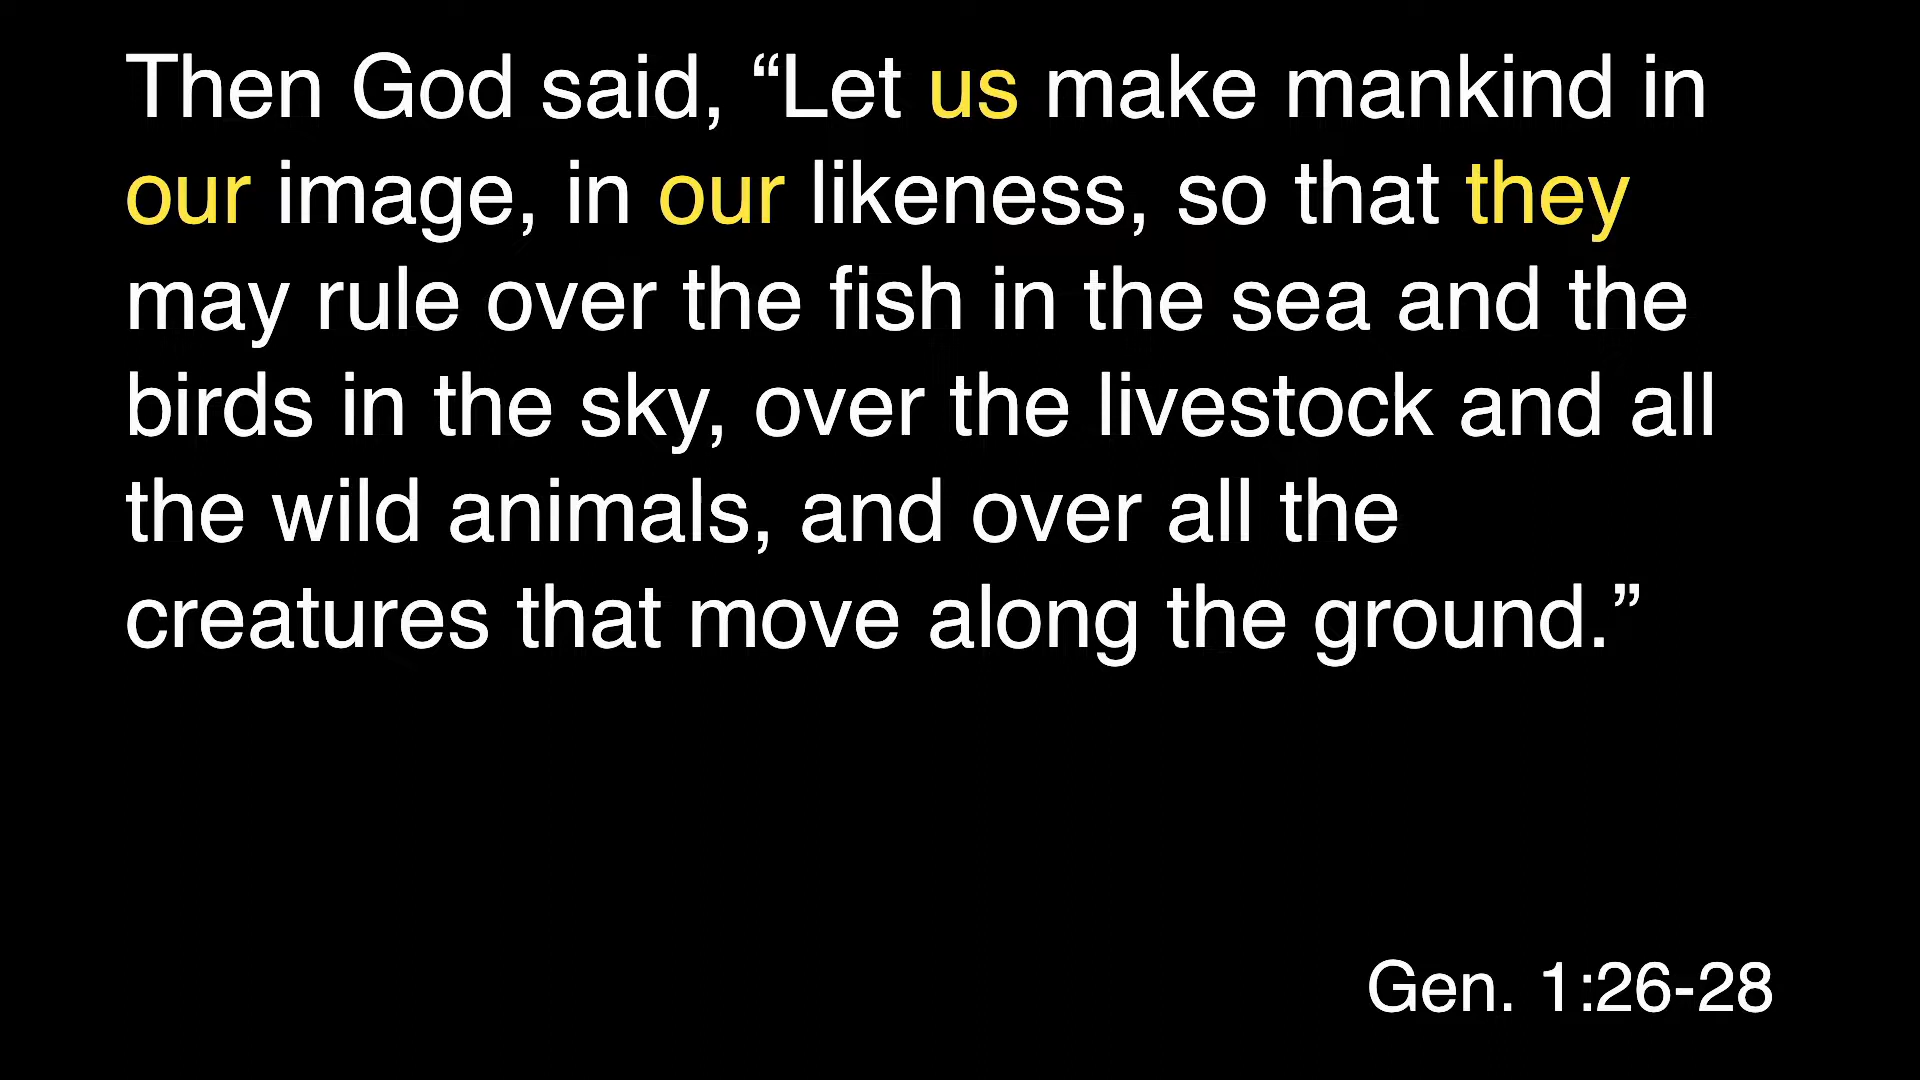 Then God said, “Let us make mankind in
our image, in our likeness, so that they
may rule over the fish in the sea and the
birds in the sky, over the livestock and all
the wild animals, and over all the
creatures that move along the ground.”
Gen. 1:26-28